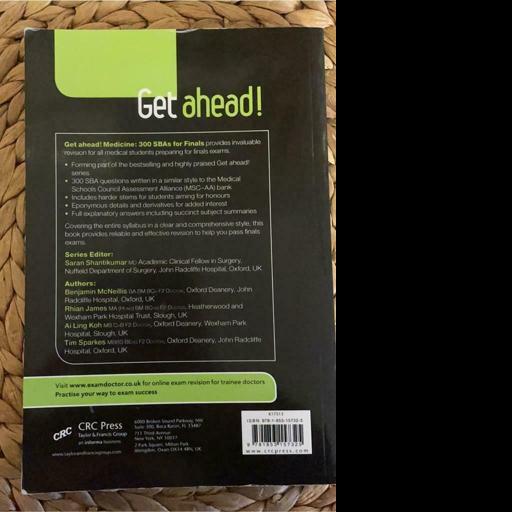 Get ahead!
Get ahead! Medicine: 300 SBAs for Finals provides invaluable
revision for all medical students preparing for finals exams.
• Forming part of the bestselling and highly praised Get ahead!
series
• 300 SBA questions written in a similar style to the Medical
Schools Council Assessment Alliance (MSC-AA) bank
• Includes harder stems for students aiming for honours
• Eponymous details and derivatives for added interest
• Full explanatory answers including succinct subject summaries
Covering the entire syllabus in a clear and comprehensive style, this
book provides reliable and effective revision to help you pass finals
exams.
Series Editor:
Saran Shantikumar MD Academic Clinical Fellow in Surgery,
Nuffield Department of Surgery, John Radcliffe Hospital, Oxford, UK
Authors:
Benjamin McNeillis BA BM BCh F2 Doctor, Oxford Deanery, John
Radcliffe Hospital, Oxford, UK
Rhian James MA BM BCh F2 Doctor, Heatherwood and
Wexham Park Hospital Trust, Slough, UK
Ai Ling Koh MB F2 Doctor, Oxford Deanery, Wexham Park
Hospital, Slough, UK
Tim Sparkes MBBS F2 Doctor, Oxford Deanery, John Radcliffe
Hospital, Oxford, UK
Visit www.examdoctor.co.uk for online exam revision for trainee doctors
Practise your way to exam success
CRC CRC Press
Taylor & Francis Group
an informa business
www.taylorandfrancisgroup.com
6000 Broken Sound Parkway, NW
Suite 300, Boca Raton, FL 33487
711 Third Avenue
New York, NY 10017
2 Park Square, Milton Park
Abingdon, Oxon OX14 4RN, UK
K17313
ISBN: 978-1-853-15732-5
9 781853 157325
www.crcpress.com